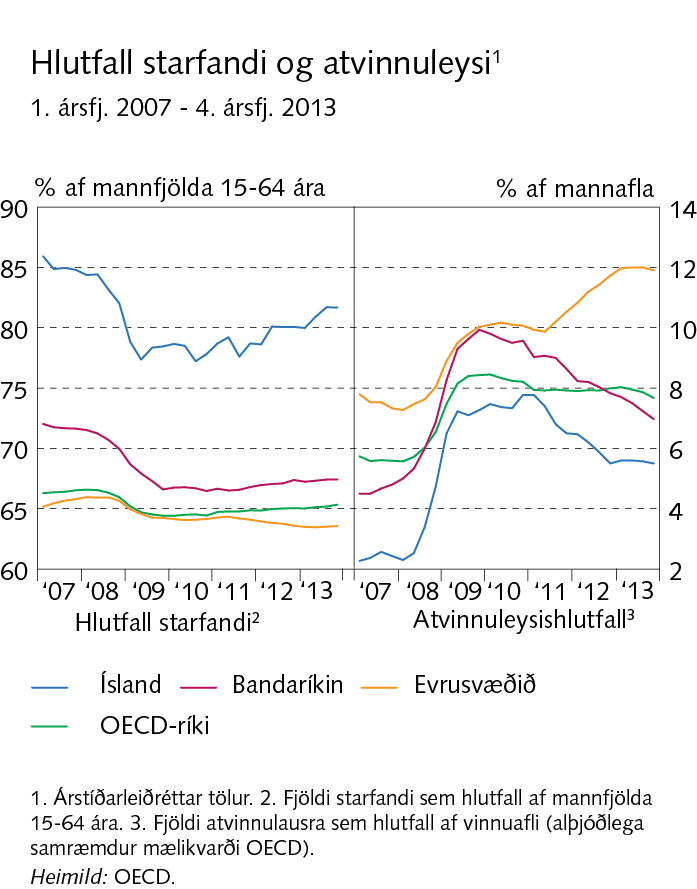 Hlutfall starfandi og atvinnuleysi¹
1. ársfj. 2007 - 4. ársfj. 2013
% af mannfjölda 15-64 ára
% af mannafla
90
85
80
75
70
65
60
14
12
10
8
6
4
2
‘07 ‘08 ‘09 ‘10 ‘11 ‘12 ‘13
‘07 ‘08 ‘09 ‘10 ‘11 ‘12 ‘13
Hlutfall starfandi²
Atvinnuleysishlutfall³
Ísland Bandaríkin Evrusvæðið
OECD-ríki
1. Árstíðarleiðréttar tölur. 2. Fjöldi starfandi sem hlutfall af mannfjölda
15-64 ára. 3. Fjöldi atvinnulausra sem hlutfall af vinnuafli (alþjóðlega
samræmdur mælikvarði OECD).
Heimild: OECD.